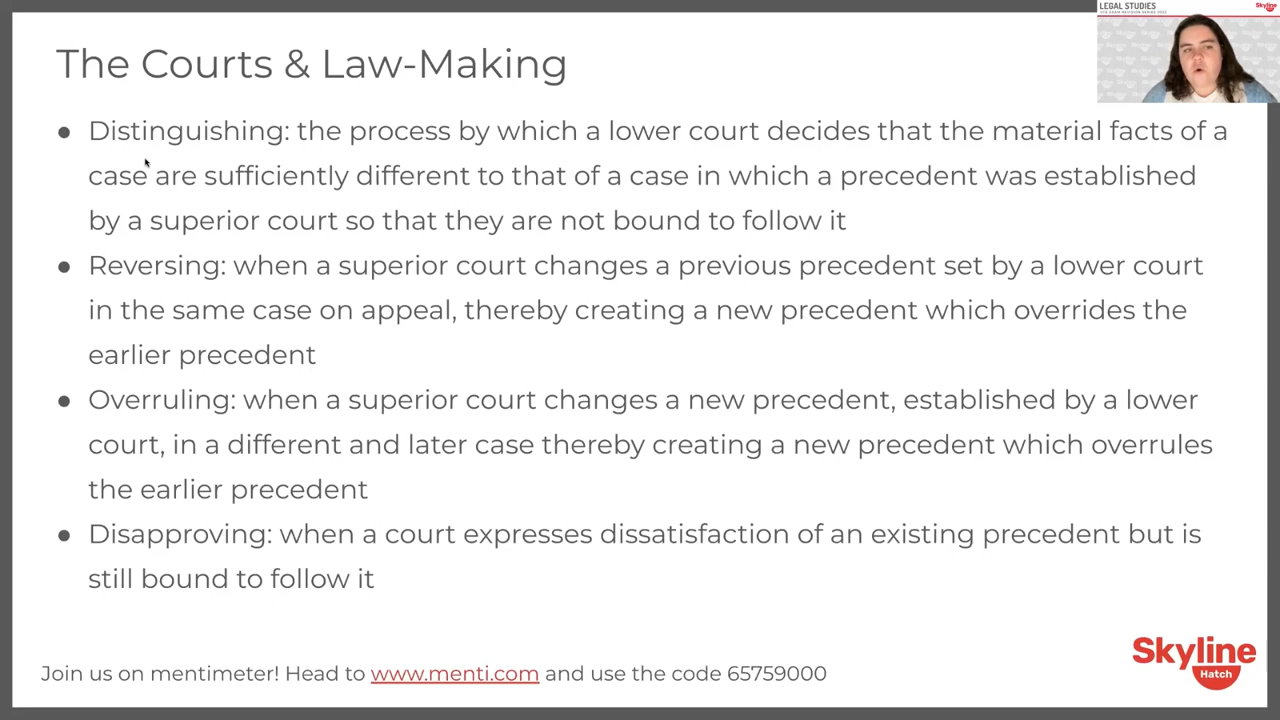 LEGAL STUDIES
VCE EXAM REVISION SERIES 2022
Skyline
The Courts & Law-Making
● Distinguishing: the process by which a lower court decides that the material facts of a
case are sufficiently different to that of a case in which a precedent was established
by a superior court so that they are not bound to follow it
● Reversing: when a superior court changes a previous precedent set by a lower court
in the same case on appeal, thereby creating a new precedent which overrides the
earlier precedent
● Overruling: when a superior court changes a new precedent, established by a lower
court, in a different and later case thereby creating a new precedent which overrules
the earlier precedent
● Disapproving: when a court expresses dissatisfaction of an existing precedent but is
still bound to follow it
Join us on mentimeter! Head to www.menti.com and use the code 65759000
Skyline
Hatch